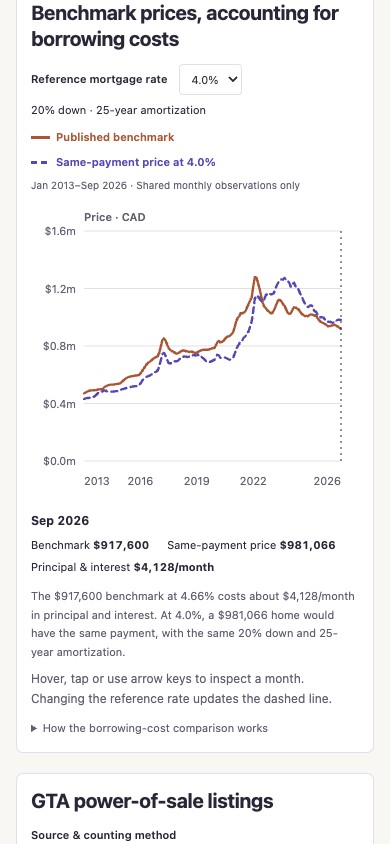 Benchmark prices, accounting for
borrowing costs
Reference mortgage rate 4.0%
20% down · 25-year amortization
Published benchmark
Same-payment price at 4.0%
Jan 2013–Sep 2026 · Shared monthly observations only
Price · CAD
$1.6m
$1.2m
$0.8m
$0.4m
$0.0m
2013 2016 2019 2022 2026
Sep 2026
Benchmark $917,600 Same-payment price $981,066
Principal & interest $4,128/month
The $917,600 benchmark at 4.66% costs about $4,128/month
in principal and interest. At 4.0%, a $981,066 home would
have the same payment, with the same 20% down and 25-
year amortization.
Hover, tap or use arrow keys to inspect a month.
Changing the reference rate updates the dashed line.
How the borrowing-cost comparison works
GTA power-of-sale listings
Source & counting method